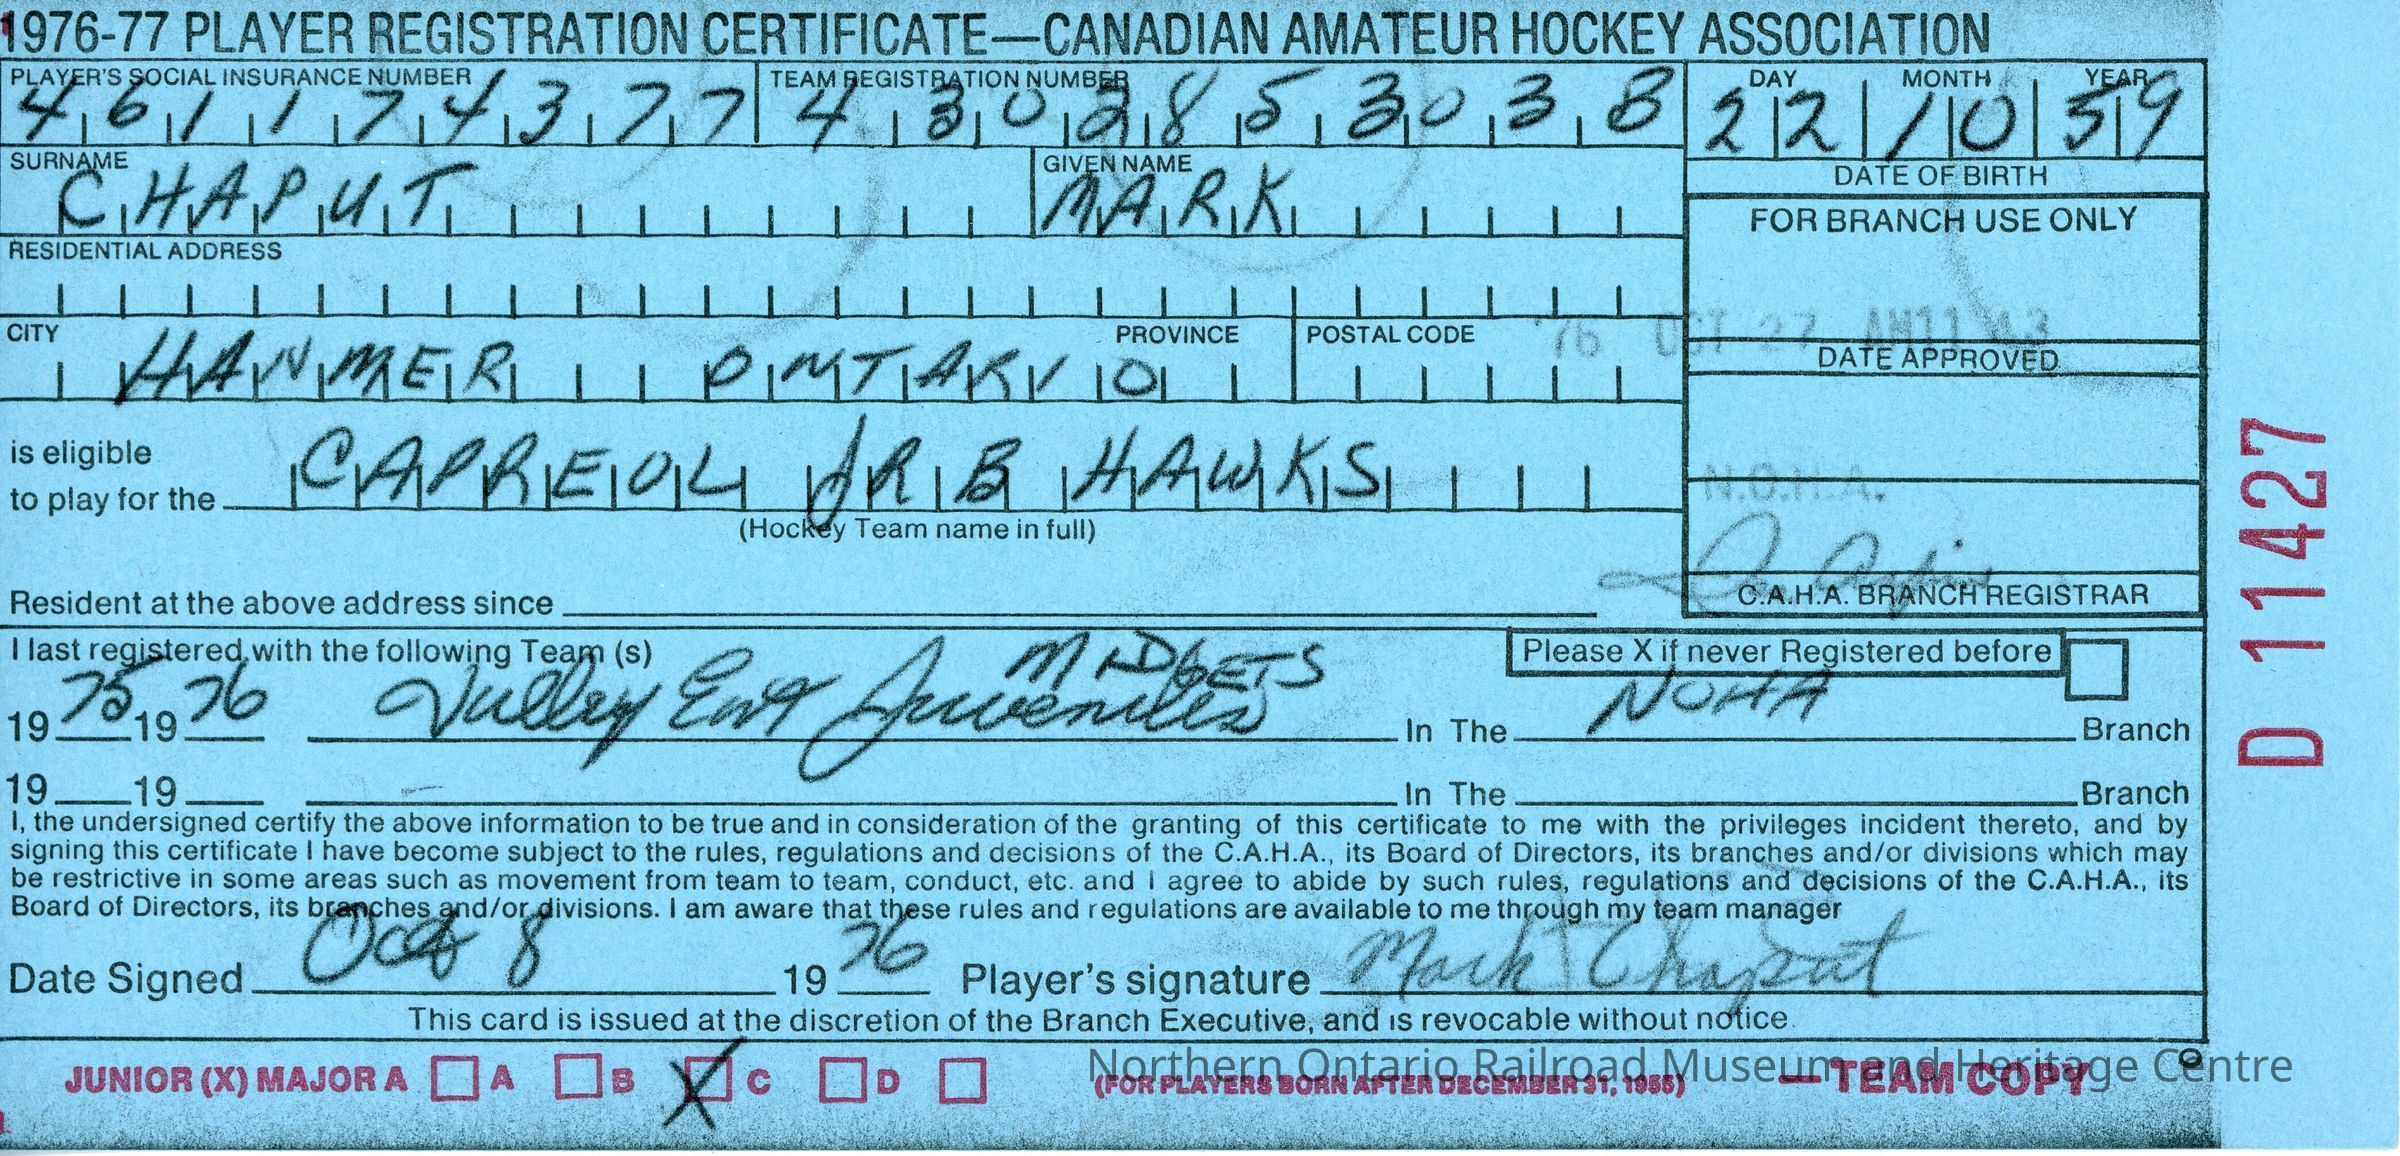 1976-77 PLAYER REGISTRATION CERTIFICATE—CANADIAN AMATEUR HOCKEY ASSOCIATION
PLAYER'S SOCIAL INSURANCE NUMBER TEAM REGISTRATION NUMBER DAY MONTH YEAR
461 174 377 4302853038 22 10 59
DATE OF BIRTH
SURNAME GIVEN NAME
CHAPUT MARK
FOR BRANCH USE ONLY
RESIDENTIAL ADDRESS
CITY PROVINCE POSTAL CODE
'76 OCT 27 AM11 43
HANMER ONTARIO
DATE APPROVED
is eligible
to play for the CAPREOL JR B HAWKS
(Hockey Team name in full)
N.O.H.A.
Resident at the above address since
C.A.H.A. BRANCH REGISTRAR
D 11427
I last registered with the following Team (s)
Please X if never Registered before
MIDGETS
1975 1976 Valley East Juveniles In The NOHA Branch
19 19 In The Branch
I, the undersigned certify the above information to be true and in consideration of the granting of this certificate to me with the privileges incident thereto, and by
signing this certificate I have become subject to the rules, regulations and decisions of the C.A.H.A., its Board of Directors, its branches and/or divisions which may
be restrictive in some areas such as movement from team to team, conduct, etc. and I agree to abide by such rules, regulations and decisions of the C.A.H.A., its
Board of Directors, its branches and/or divisions. I am aware that these rules and regulations are available to me through my team manager
Date Signed Oct 8 1976 Player's signature Mark Chaput
This card is issued at the discretion of the Branch Executive, and is revocable without notice.
JUNIOR (X) MAJOR A A B X C D (FOR PLAYERS BORN AFTER DECEMBER 31, 1955) —TEAM COPY
Northern Ontario Railroad Museum and Heritage Centre